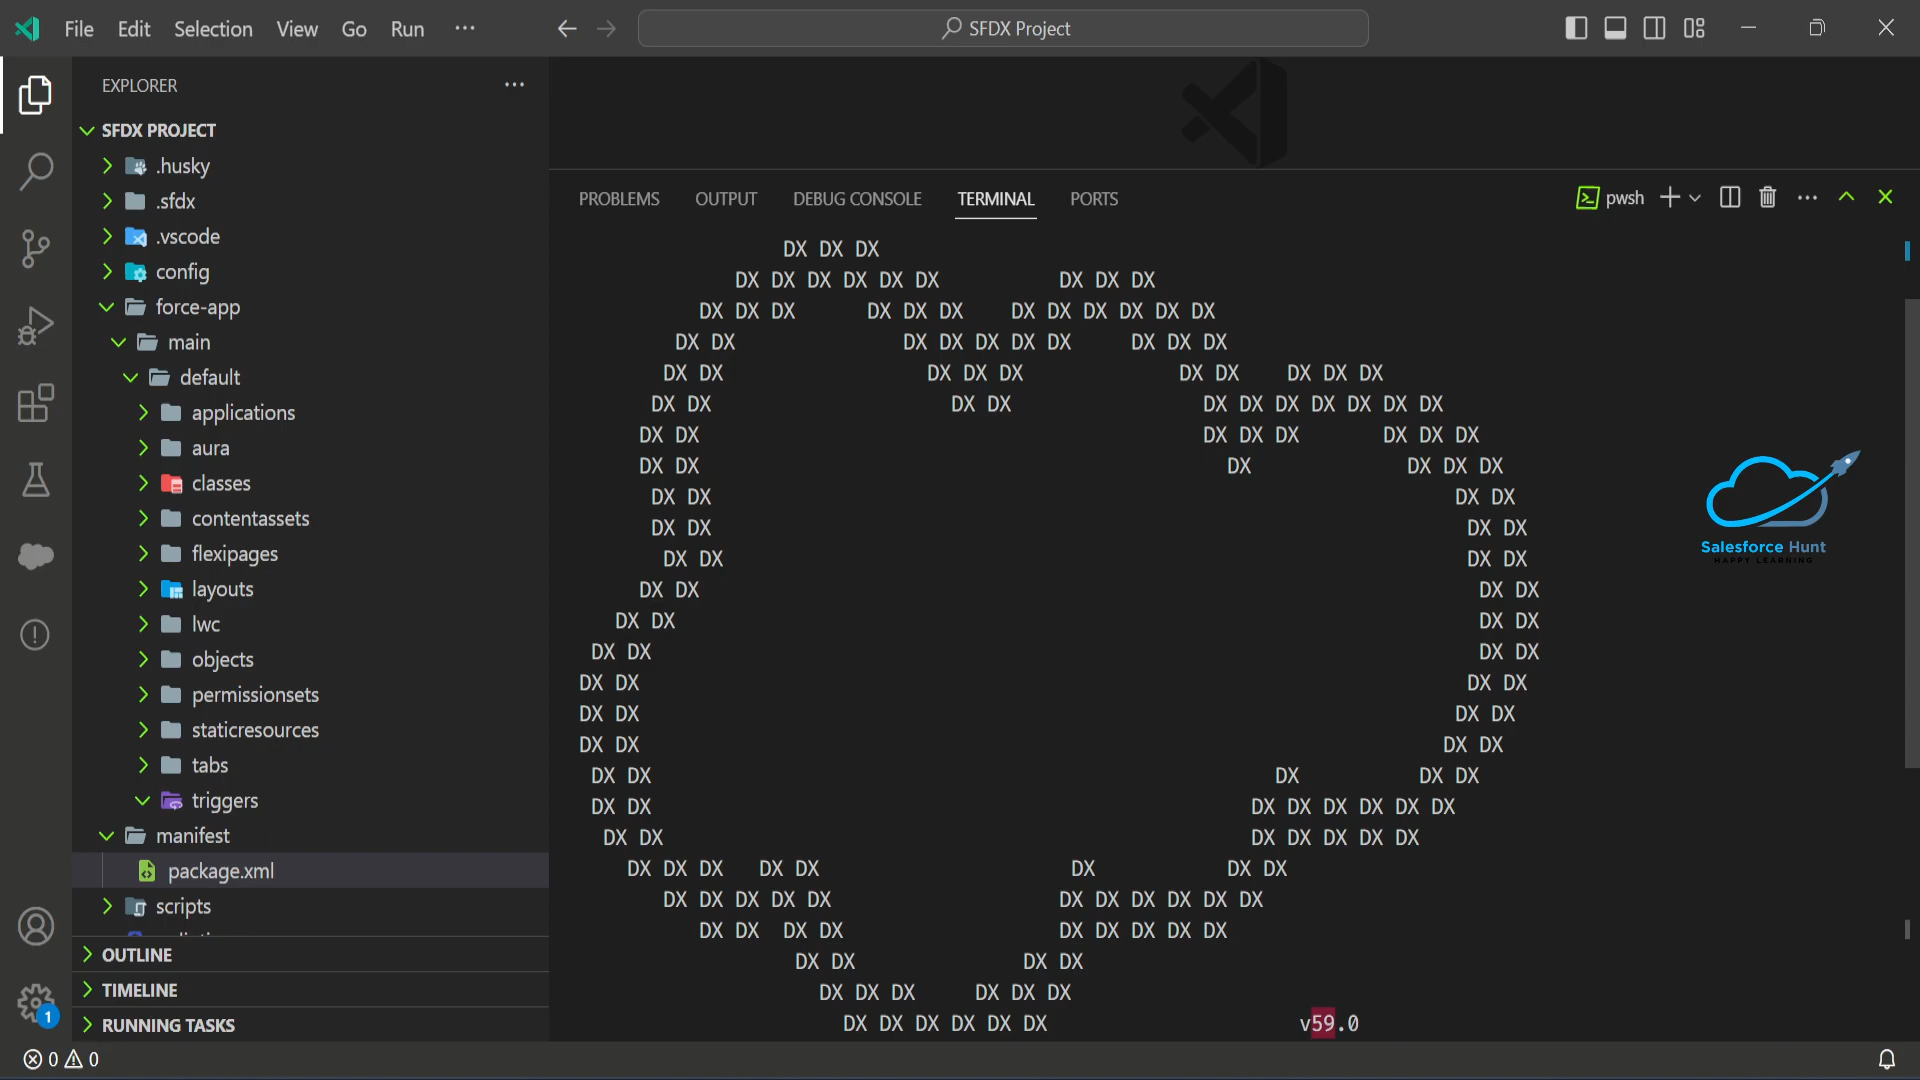 File Edit Selection View Go Run ···
SFDX Project
EXPLORER
SFDX PROJECT
.husky
.sfdx
.vscode
config
force-app
main
default
applications
aura
classes
contentassets
flexipages
layouts
lwc
objects
permissionsets
staticresources
tabs
triggers
manifest
package.xml
scripts
OUTLINE
TIMELINE
RUNNING TASKS
1
0 0
PROBLEMS OUTPUT DEBUG CONSOLE TERMINAL PORTS
pwsh
DX DX DX
DX DX DX DX DX DX DX DX DX
DX DX DX DX DX DX DX DX DX DX DX DX
DX DX DX DX DX DX DX DX DX DX
DX DX DX DX DX DX DX DX DX DX
DX DX DX DX DX DX DX DX DX DX DX
DX DX DX DX DX DX DX DX
DX DX DX DX DX DX
DX DX DX DX
DX DX DX DX
DX DX DX DX
DX DX DX DX
DX DX DX DX
DX DX DX DX
DX DX DX DX
DX DX DX DX
DX DX DX DX
DX DX DX DX DX
DX DX DX DX DX DX DX DX
DX DX DX DX DX DX DX
DX DX DX DX DX DX DX DX
DX DX DX DX DX DX DX DX DX DX DX
DX DX DX DX DX DX DX DX DX
DX DX DX DX
DX DX DX DX DX DX
DX DX DX DX DX DX v59.0
Salesforce Hunt
HAPPY LEARNING